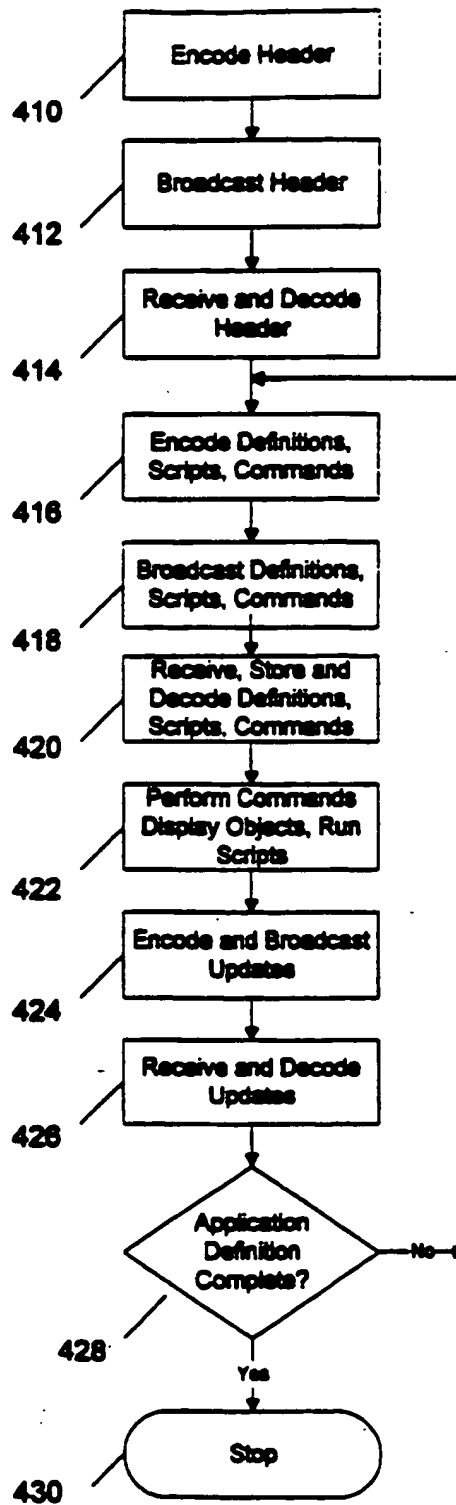 Encode Header
410
Broadcast Header
412
Receive and Decode
Header
414
Encode Definitions,
Scripts, Commands
416
Broadcast Definitions,
Scripts, Commands
418
Receive, Store and
Decode Definitions,
Scripts, Commands
420
Perform Commands
Display Objects, Run
Scripts
422
Encode and Broadcast
Updates
424
Receive and Decode
Updates
426
Application
Definition
Complete?
No
428
Yes
Stop
430